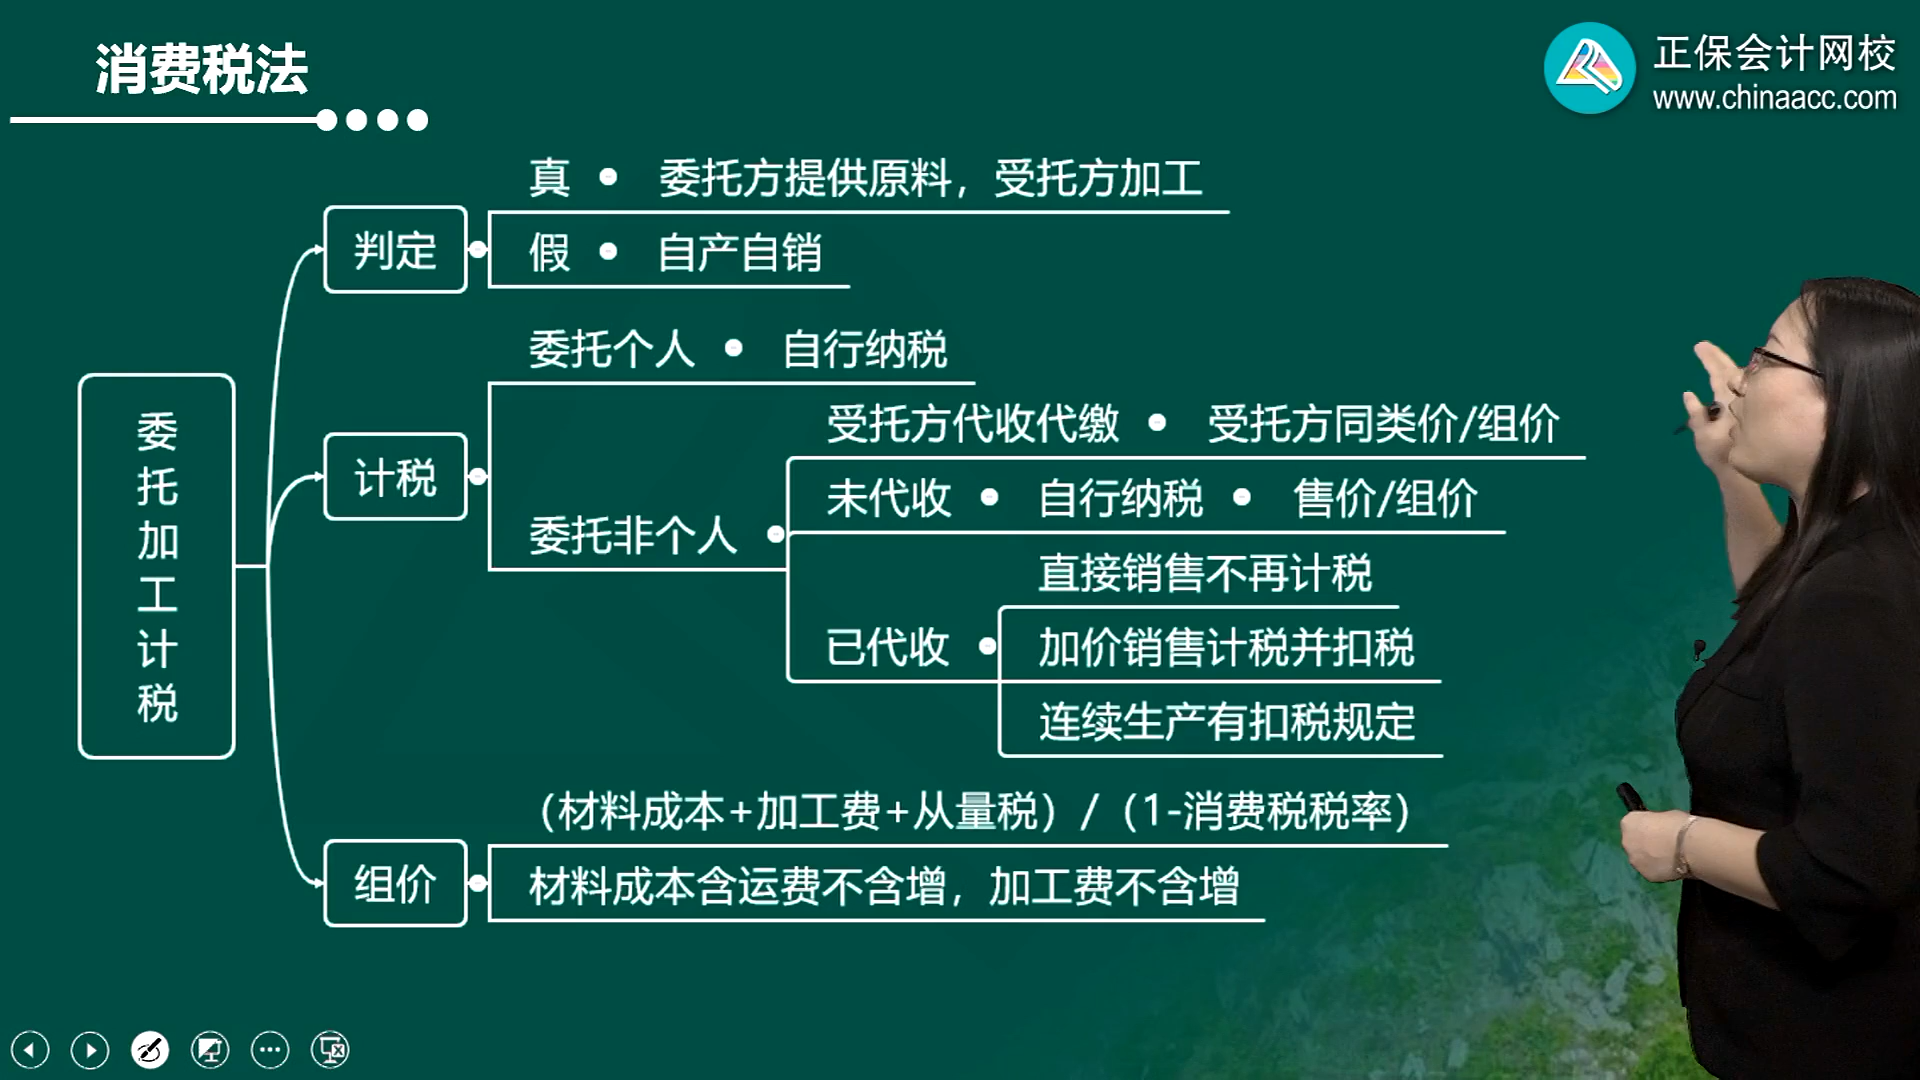 消费税法
正保会计网校
www.chinaacc.com
委托加工计税
判定
真 委托方提供原料，受托方加工
假 自产自销
计税
委托个人 自行纳税
委托非个人
受托方代收代缴 受托方同类价/组价
未代收 自行纳税 售价/组价
已代收
直接销售不再计税
加价销售计税并扣税
连续生产有扣税规定
组价
（材料成本+加工费+从量税）/（1-消费税税率）
材料成本含运费不含增，加工费不含增